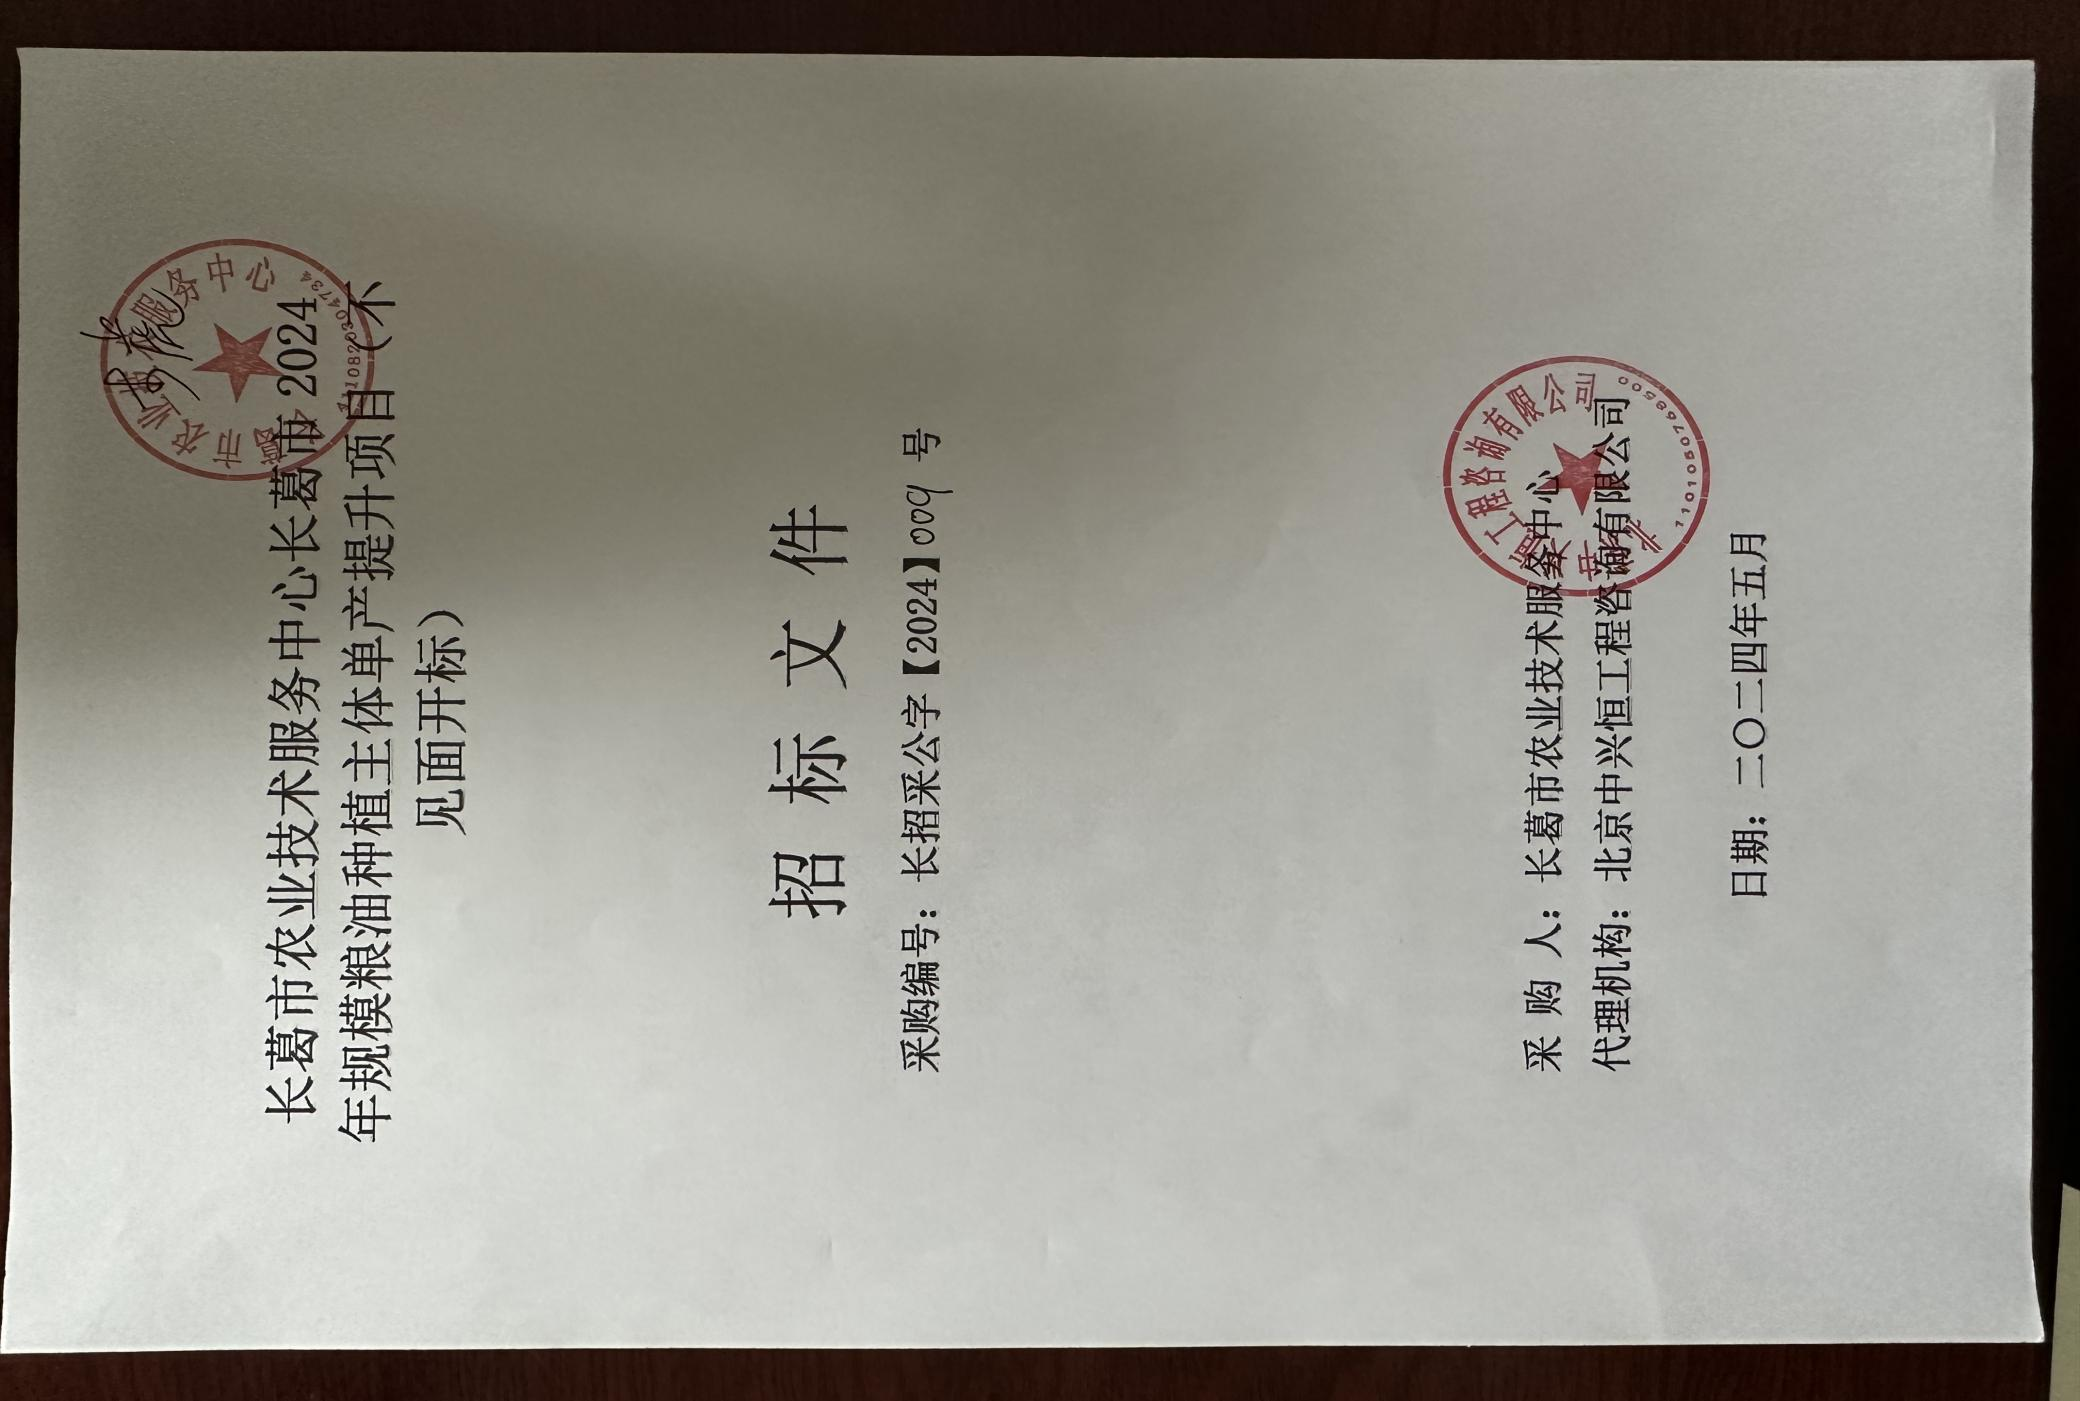 长葛市农业技术服务中心长葛市 2024
年规模粮油种植主体单产提升项目（不
见面开标）
招标文件
采购编号：长招采公字【2024】009 号
采 购 人：长葛市农业技术服务中心
代理机构：北京中兴恒工程咨询有限公司
日期：二〇二四年五月